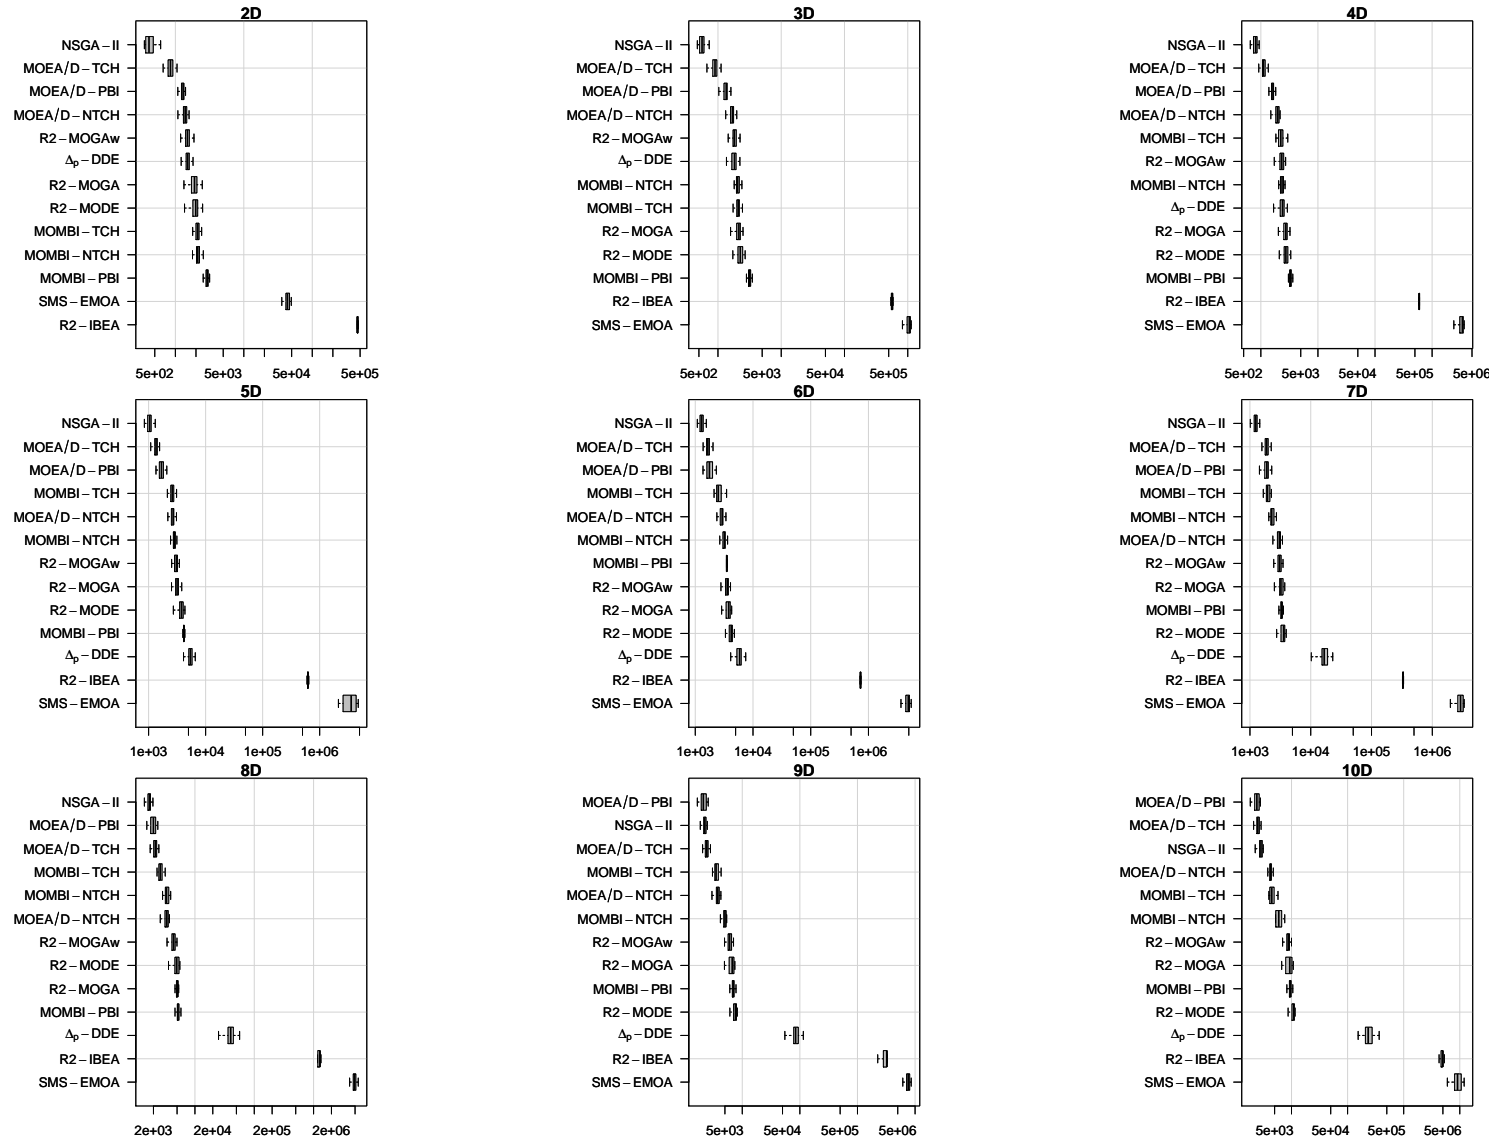 2D
NSGA−II
MOEA/D−TCH
MOEA/D−PBI
MOEA/D−NTCH
R2−MOGAw
Δp−DDE
R2−MOGA
R2−MODE
MOMBI−TCH
MOMBI−NTCH
MOMBI−PBI
SMS−EMOA
R2−IBEA
5e+02 5e+03 5e+04 5e+05
3D
NSGA−II
MOEA/D−TCH
MOEA/D−PBI
MOEA/D−NTCH
R2−MOGAw
Δp−DDE
MOMBI−NTCH
MOMBI−TCH
R2−MOGA
R2−MODE
MOMBI−PBI
R2−IBEA
SMS−EMOA
5e+02 5e+03 5e+04 5e+05
4D
NSGA−II
MOEA/D−TCH
MOEA/D−PBI
MOEA/D−NTCH
MOMBI−TCH
R2−MOGAw
MOMBI−NTCH
Δp−DDE
R2−MOGA
R2−MODE
MOMBI−PBI
R2−IBEA
SMS−EMOA
5e+02 5e+03 5e+04 5e+05 5e+06
5D
NSGA−II
MOEA/D−TCH
MOEA/D−PBI
MOMBI−TCH
MOEA/D−NTCH
MOMBI−NTCH
R2−MOGAw
R2−MOGA
R2−MODE
MOMBI−PBI
Δp−DDE
R2−IBEA
SMS−EMOA
1e+03 1e+04 1e+05 1e+06
6D
NSGA−II
MOEA/D−TCH
MOEA/D−PBI
MOMBI−TCH
MOEA/D−NTCH
MOMBI−NTCH
MOMBI−PBI
R2−MOGAw
R2−MOGA
R2−MODE
Δp−DDE
R2−IBEA
SMS−EMOA
1e+03 1e+04 1e+05 1e+06
7D
NSGA−II
MOEA/D−TCH
MOEA/D−PBI
MOMBI−TCH
MOMBI−NTCH
MOEA/D−NTCH
R2−MOGAw
R2−MOGA
MOMBI−PBI
R2−MODE
Δp−DDE
R2−IBEA
SMS−EMOA
1e+03 1e+04 1e+05 1e+06
8D
NSGA−II
MOEA/D−PBI
MOEA/D−TCH
MOMBI−TCH
MOMBI−NTCH
MOEA/D−NTCH
R2−MOGAw
R2−MODE
R2−MOGA
MOMBI−PBI
Δp−DDE
R2−IBEA
SMS−EMOA
2e+03 2e+04 2e+05 2e+06
9D
MOEA/D−PBI
NSGA−II
MOEA/D−TCH
MOMBI−TCH
MOEA/D−NTCH
MOMBI−NTCH
R2−MOGAw
R2−MOGA
MOMBI−PBI
R2−MODE
Δp−DDE
R2−IBEA
SMS−EMOA
5e+03 5e+04 5e+05 5e+06
10D
MOEA/D−PBI
MOEA/D−TCH
NSGA−II
MOEA/D−NTCH
MOMBI−TCH
MOMBI−NTCH
R2−MOGAw
R2−MOGA
MOMBI−PBI
R2−MODE
Δp−DDE
R2−IBEA
SMS−EMOA
5e+03 5e+04 5e+05 5e+06